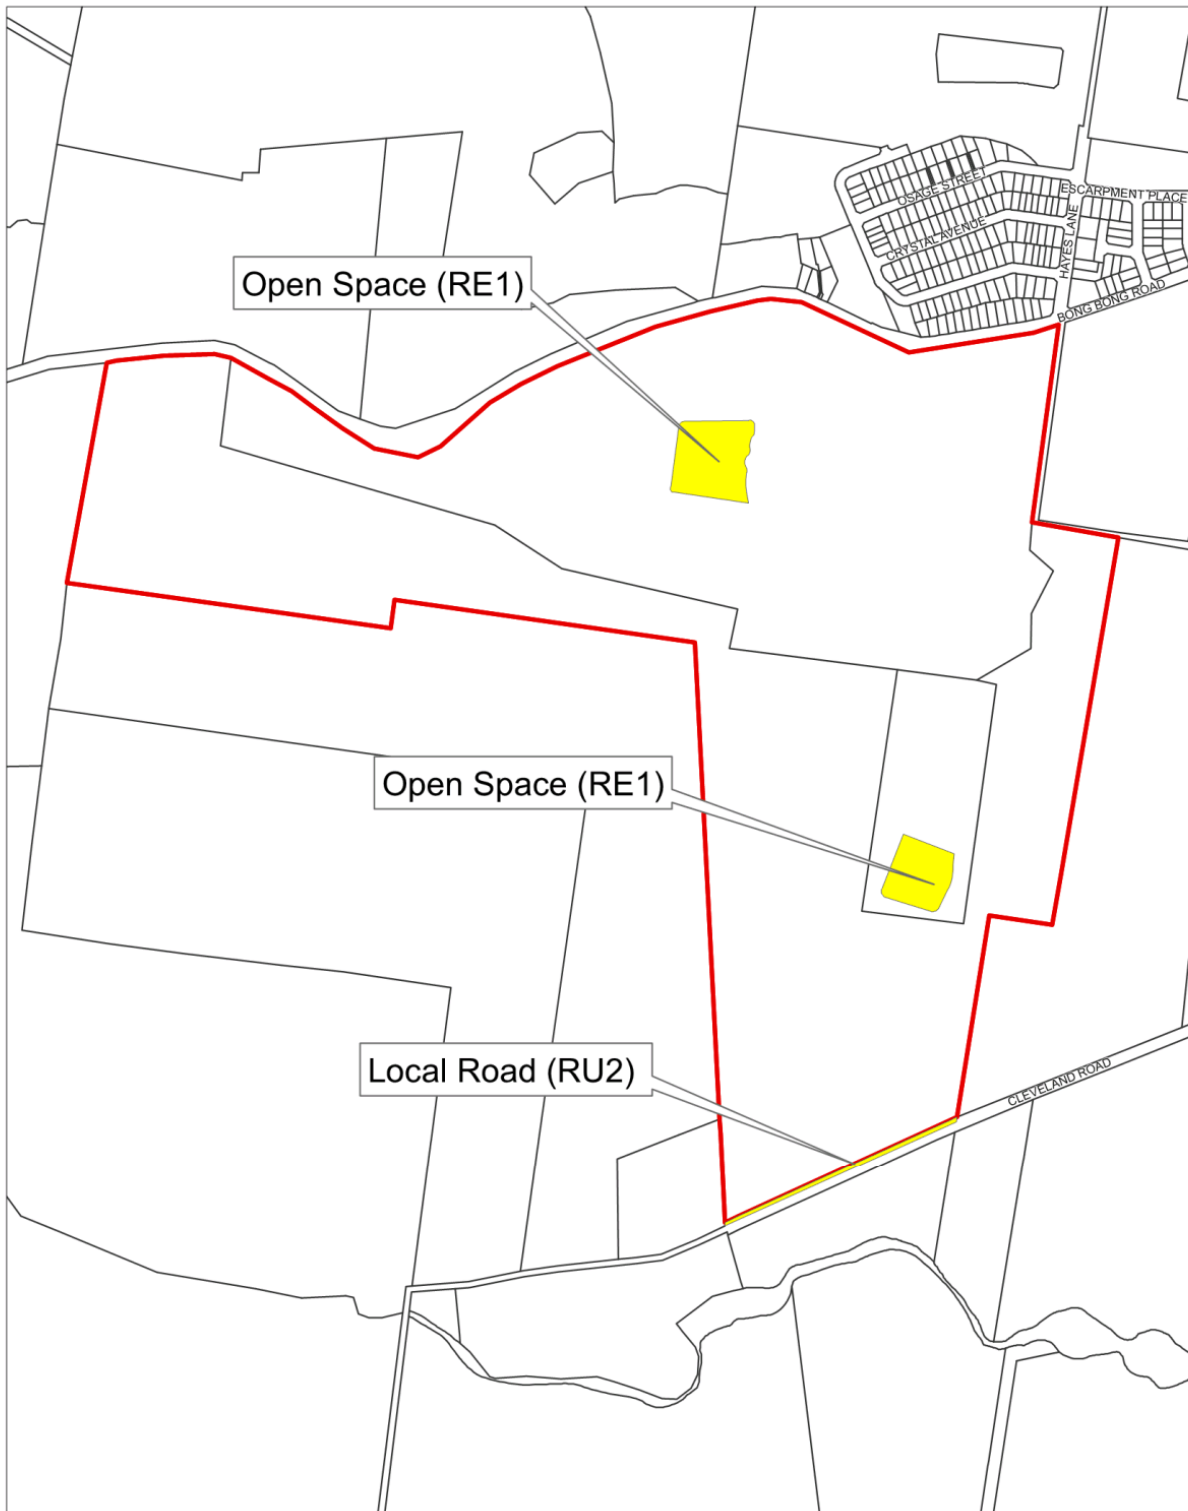 OSAGE STREET
ESCARPMENT PLACE
CRYSTAL AVENUE
HAYES LANE
BONG BONG ROAD
Open Space (RE1)
Open Space (RE1)
Local Road (RU2)
CLEVELAND ROAD